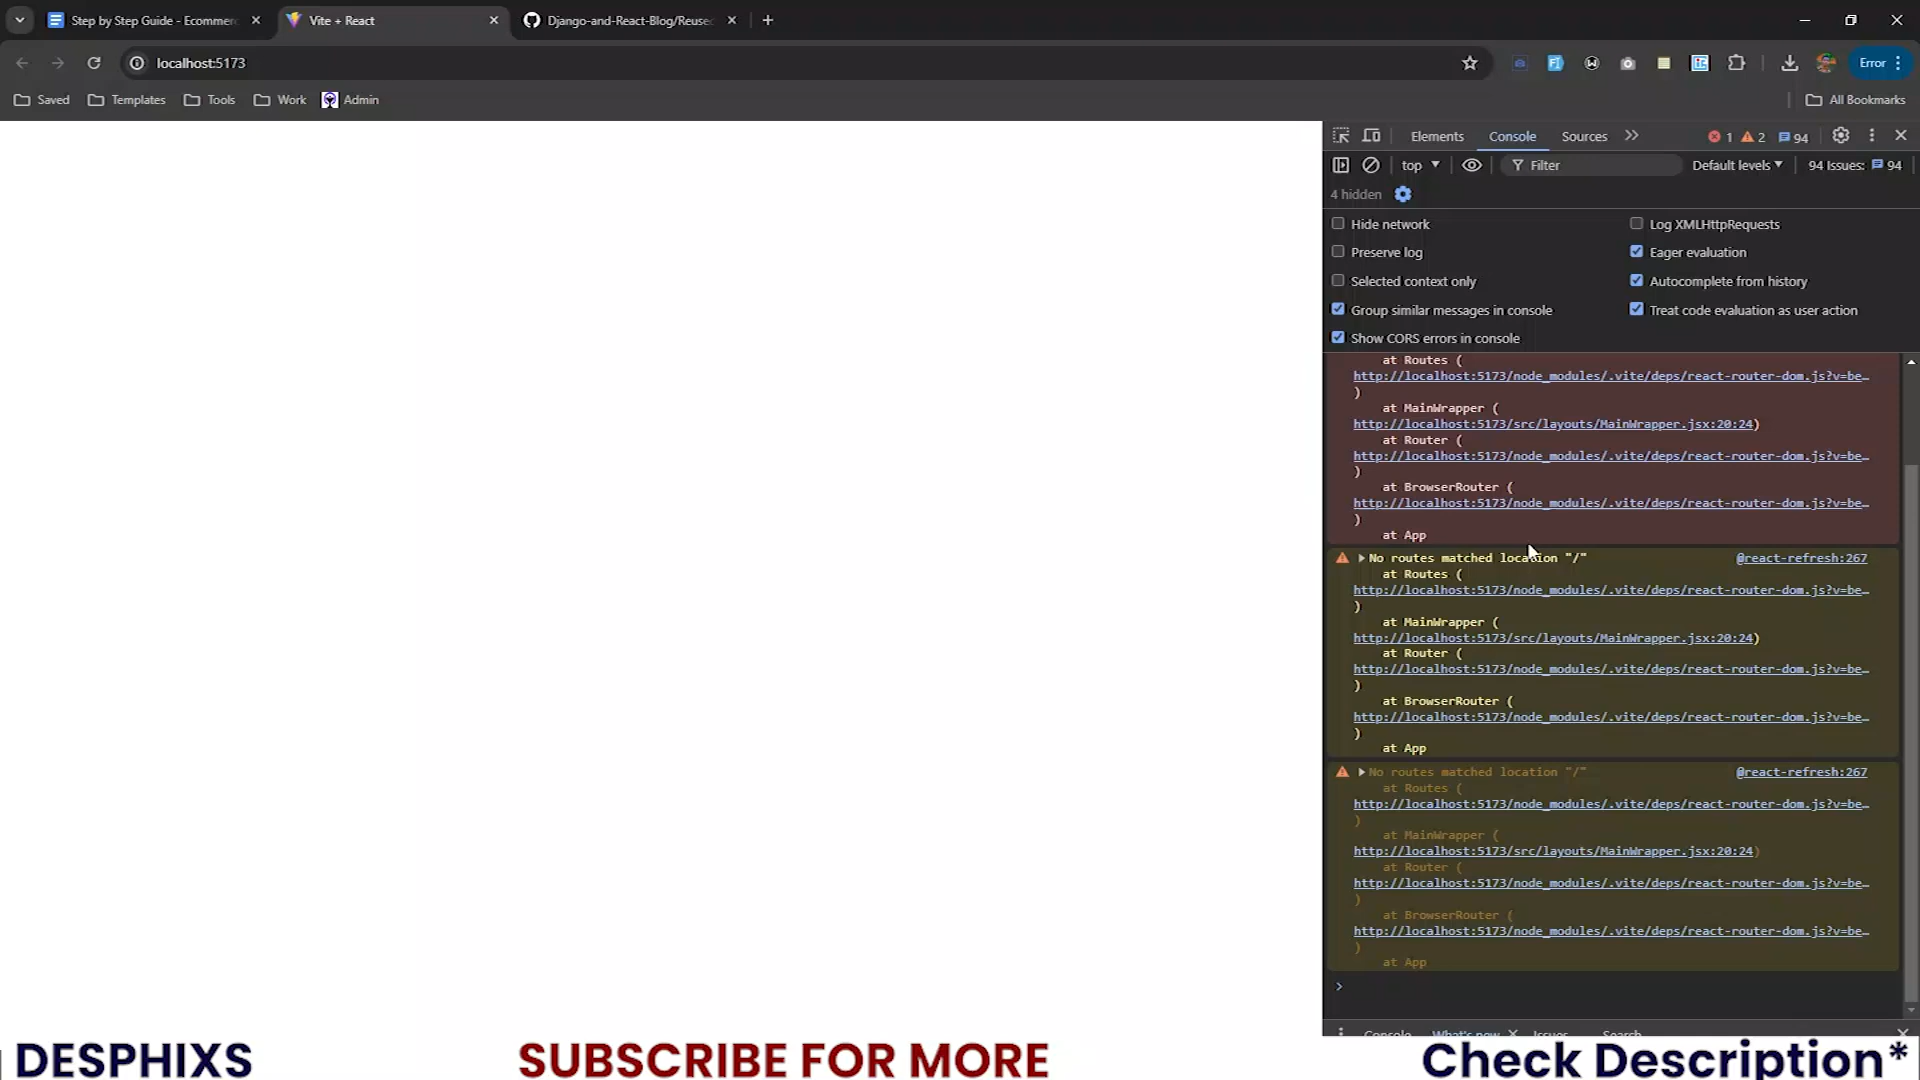 Step by Step Guide - Ecommerc
Vite + React
Django-and-React-Blog/Reused
localhost:5173
Error
Saved
Templates
Tools
Work
Admin
All Bookmarks
Elements
Console
Sources
1
2
94
top
Filter
Default levels
94 Issues:
94
4 hidden
Hide network
Log XMLHttpRequests
Preserve log
Eager evaluation
Selected context only
Autocomplete from history
Group similar messages in console
Treat code evaluation as user action
Show CORS errors in console
at Routes (
http://localhost:5173/node_modules/.vite/deps/react-router-dom.js?v=be…
)
at MainWrapper (
http://localhost:5173/src/layouts/MainWrapper.jsx:20:24)
at Router (
http://localhost:5173/node_modules/.vite/deps/react-router-dom.js?v=be…
)
at BrowserRouter (
http://localhost:5173/node_modules/.vite/deps/react-router-dom.js?v=be…
)
at App
No routes matched location "/" @react-refresh:267
at Routes (
http://localhost:5173/node_modules/.vite/deps/react-router-dom.js?v=be…
)
at MainWrapper (
http://localhost:5173/src/layouts/MainWrapper.jsx:20:24)
at Router (
http://localhost:5173/node_modules/.vite/deps/react-router-dom.js?v=be…
)
at BrowserRouter (
http://localhost:5173/node_modules/.vite/deps/react-router-dom.js?v=be…
)
at App
No routes matched location "/" @react-refresh:267
at Routes (
http://localhost:5173/node_modules/.vite/deps/react-router-dom.js?v=be…
)
at MainWrapper (
http://localhost:5173/src/layouts/MainWrapper.jsx:20:24)
at Router (
http://localhost:5173/node_modules/.vite/deps/react-router-dom.js?v=be…
)
at BrowserRouter (
http://localhost:5173/node_modules/.vite/deps/react-router-dom.js?v=be…
)
at App
Console
What's new
Issues
Search
DESPHIXS
SUBSCRIBE FOR MORE
Check Description*